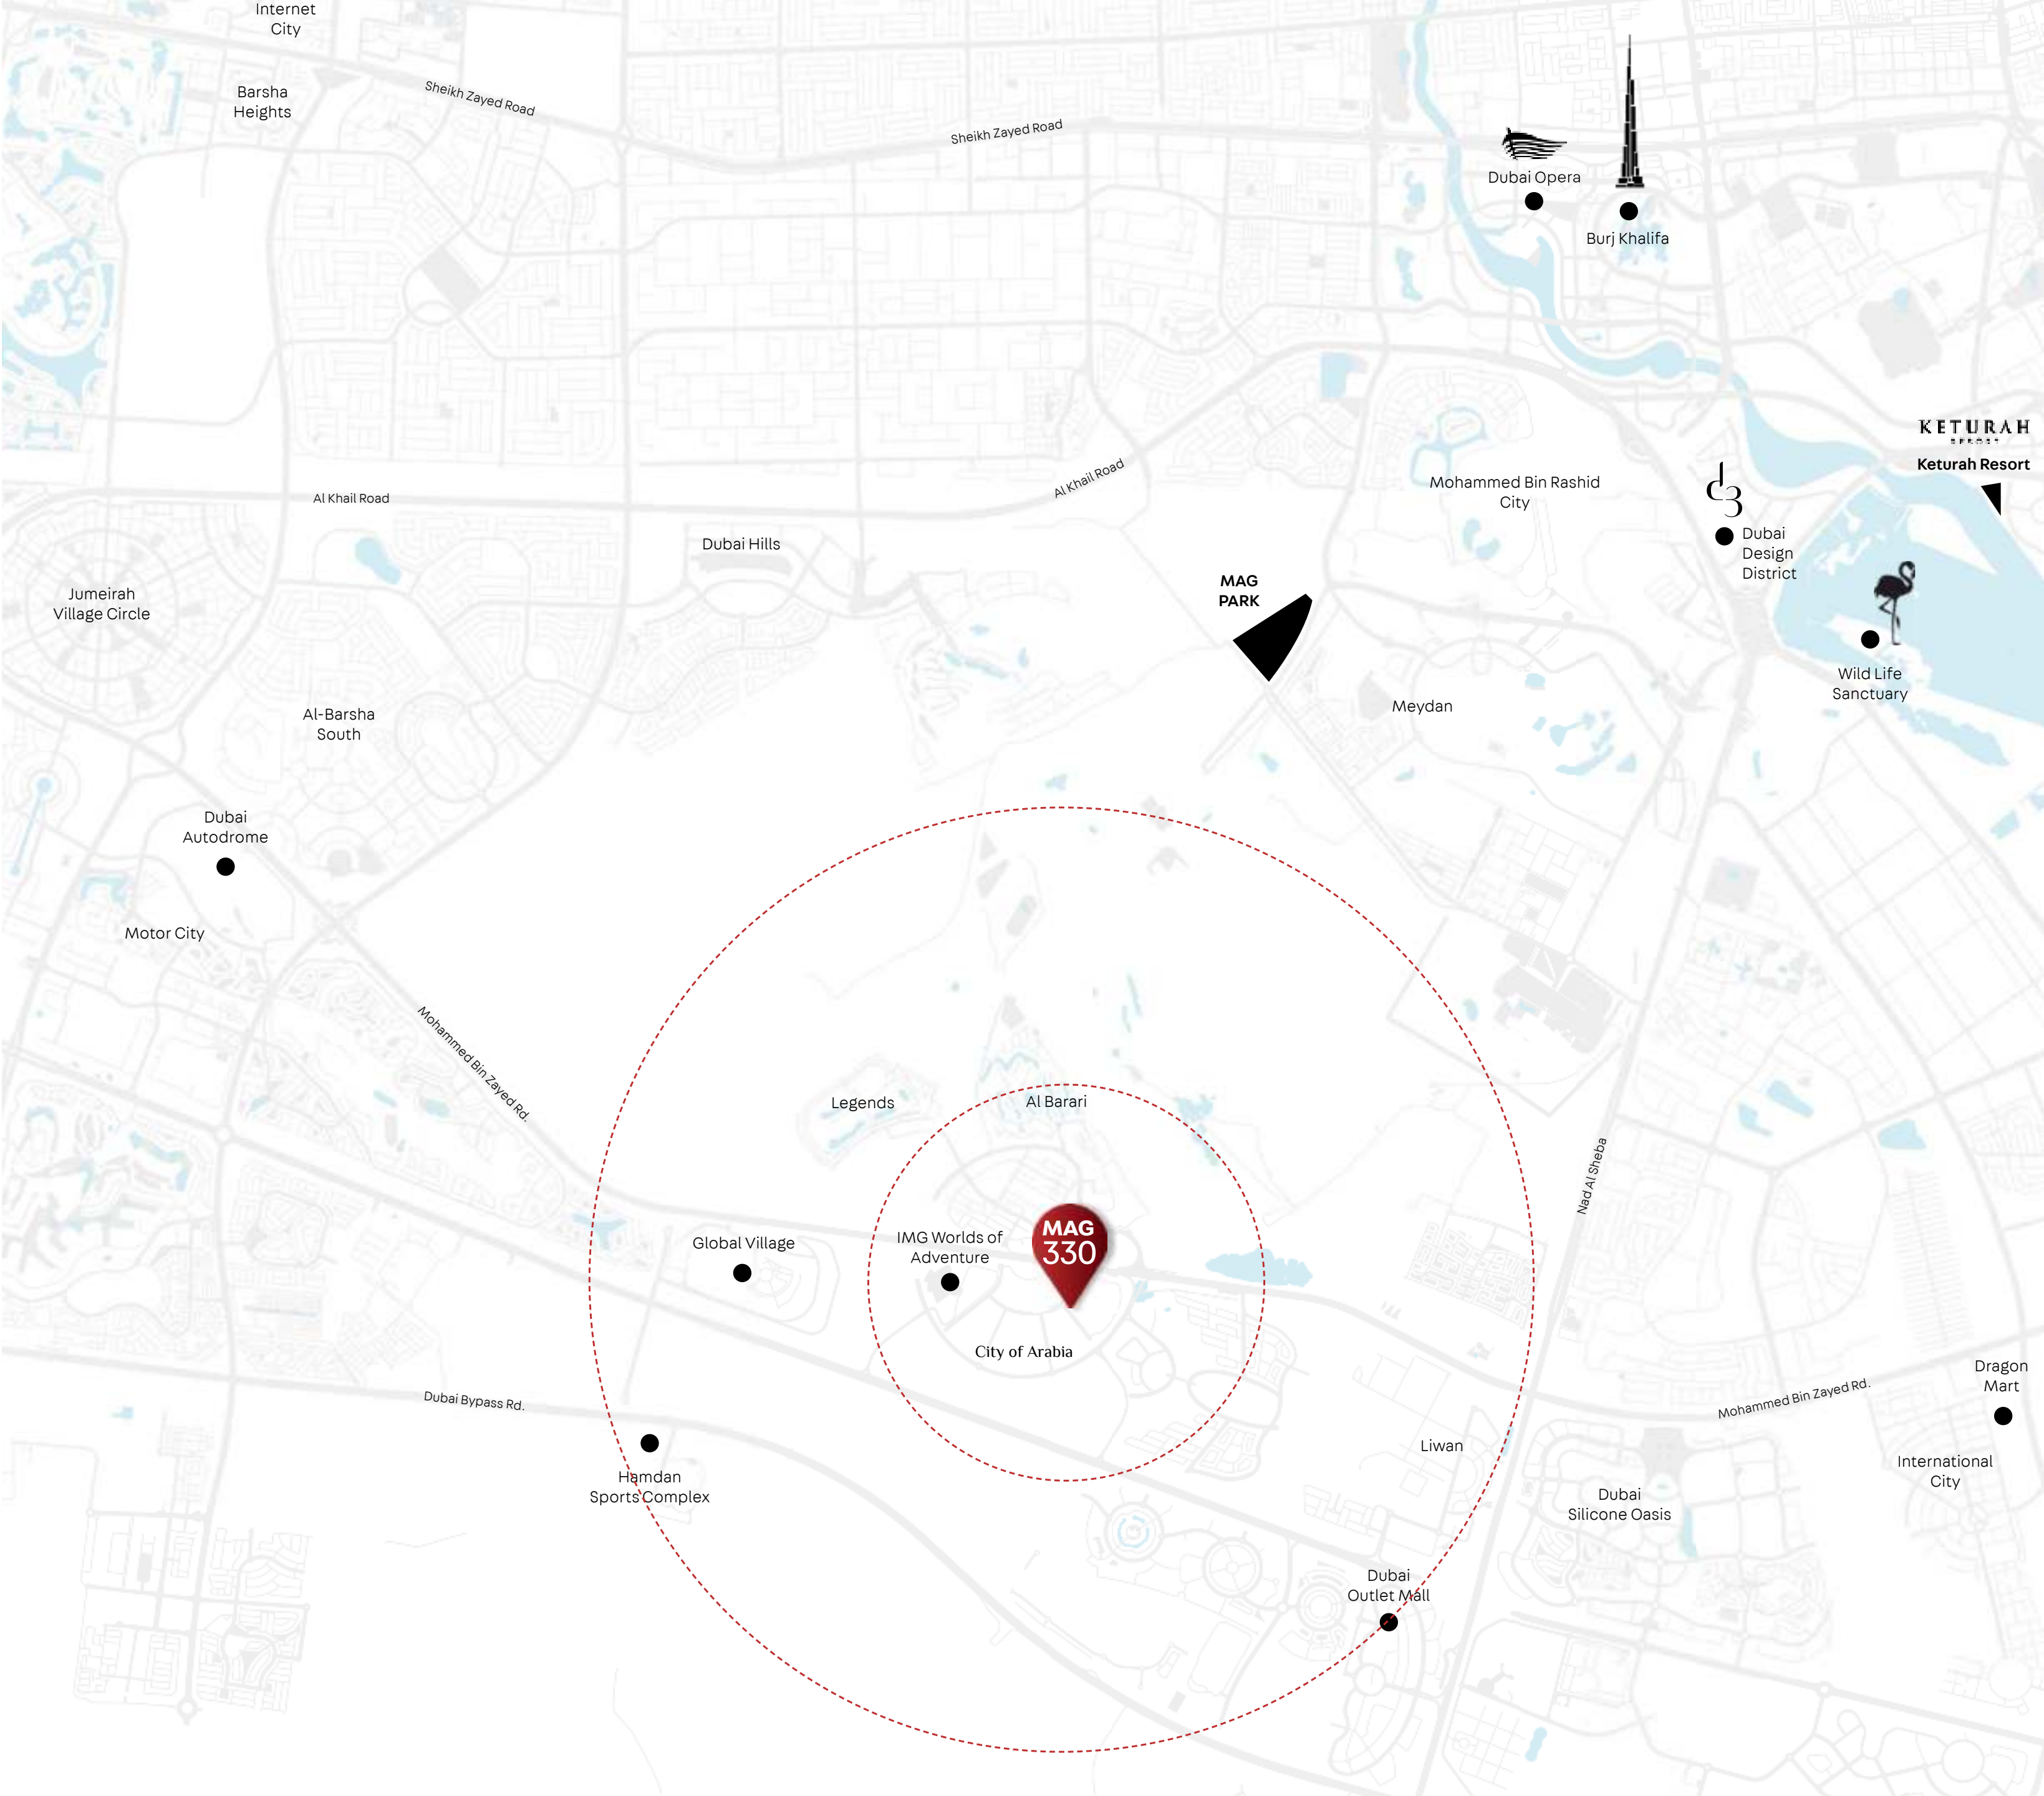 Internet
City
Barsha
Heights
Sheikh Zayed Road
Sheikh Zayed Road
Dubai Opera
Burj Khalifa
KETURAH
RESORT
Keturah Resort
Al Khail Road
Al Khail Road
Mohammed Bin Rashid
City
d3
Dubai
Design
District
Dubai Hills
Jumeirah
Village Circle
MAG
PARK
Wild Life
Sanctuary
Meydan
Al-Barsha
South
Dubai
Autodrome
Motor City
Mohammed Bin Zayed Rd.
Legends
Al Barari
Nad Al Sheba
Global Village
IMG Worlds of
Adventure
MAG
330
City of Arabia
Dubai Bypass Rd.
Mohammed Bin Zayed Rd.
Dragon
Mart
Liwan
International
City
Hamdan
Sports Complex
Dubai
Silicone Oasis
Dubai
Outlet Mall